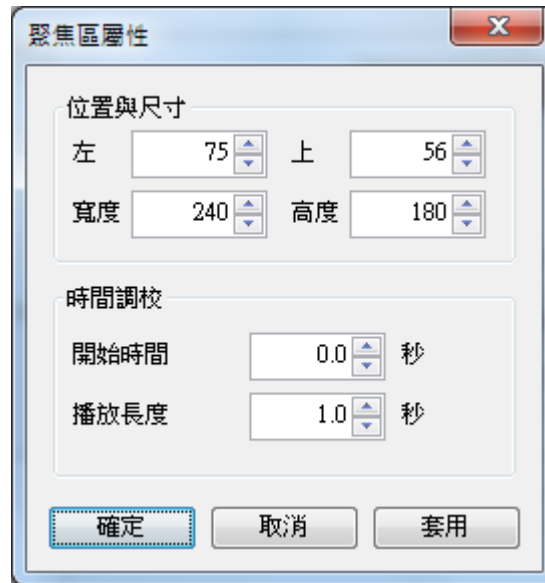 聚焦區屬性
位置與尺寸
左 75 上 56
寬度 240 高度 180
時間調校
開始時間 0.0 秒
播放長度 1.0 秒
確定 取消 套用